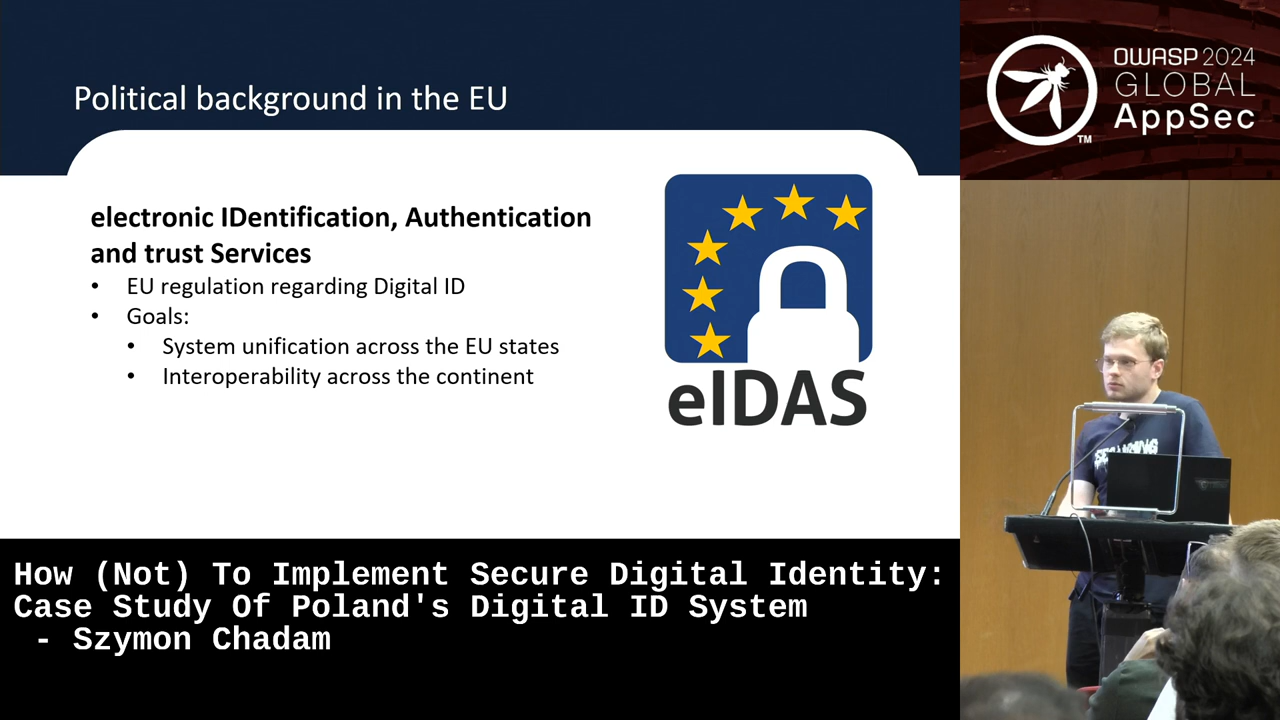 Political background in the EU
electronic IDentification, Authentication
and trust Services
• EU regulation regarding Digital ID
• Goals:
• System unification across the EU states
• Interoperability across the continent
eIDAS
OWASP 2024
GLOBAL
AppSec
TM
How (Not) To Implement Secure Digital Identity:
Case Study Of Poland's Digital ID System
- Szymon Chadam